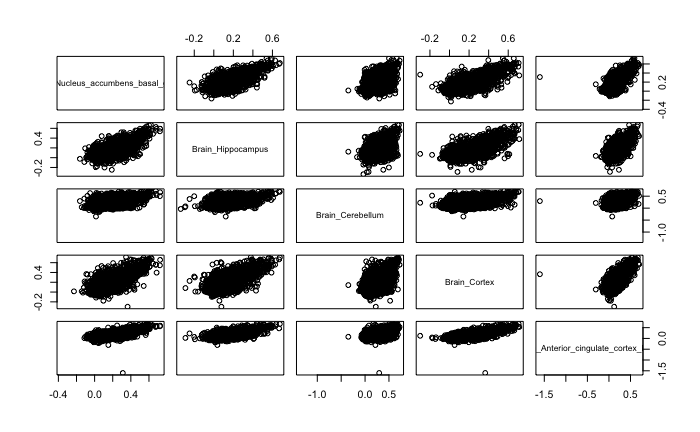 -0.2 0.2 0.6 -0.2 0.2 0.6
Nucleus_accumbens_basal_
-0.4 0.2
-0.2 0.4
Brain_Hippocampus
Brain_Cerebellum
-1.0 0.5
-0.2 0.4
Brain_Cortex
_Anterior_cingulate_cortex_
-1.5 0.0
-0.4 0.0 0.4 -1.0 0.0 0.5 -1.5 -0.5 0.5